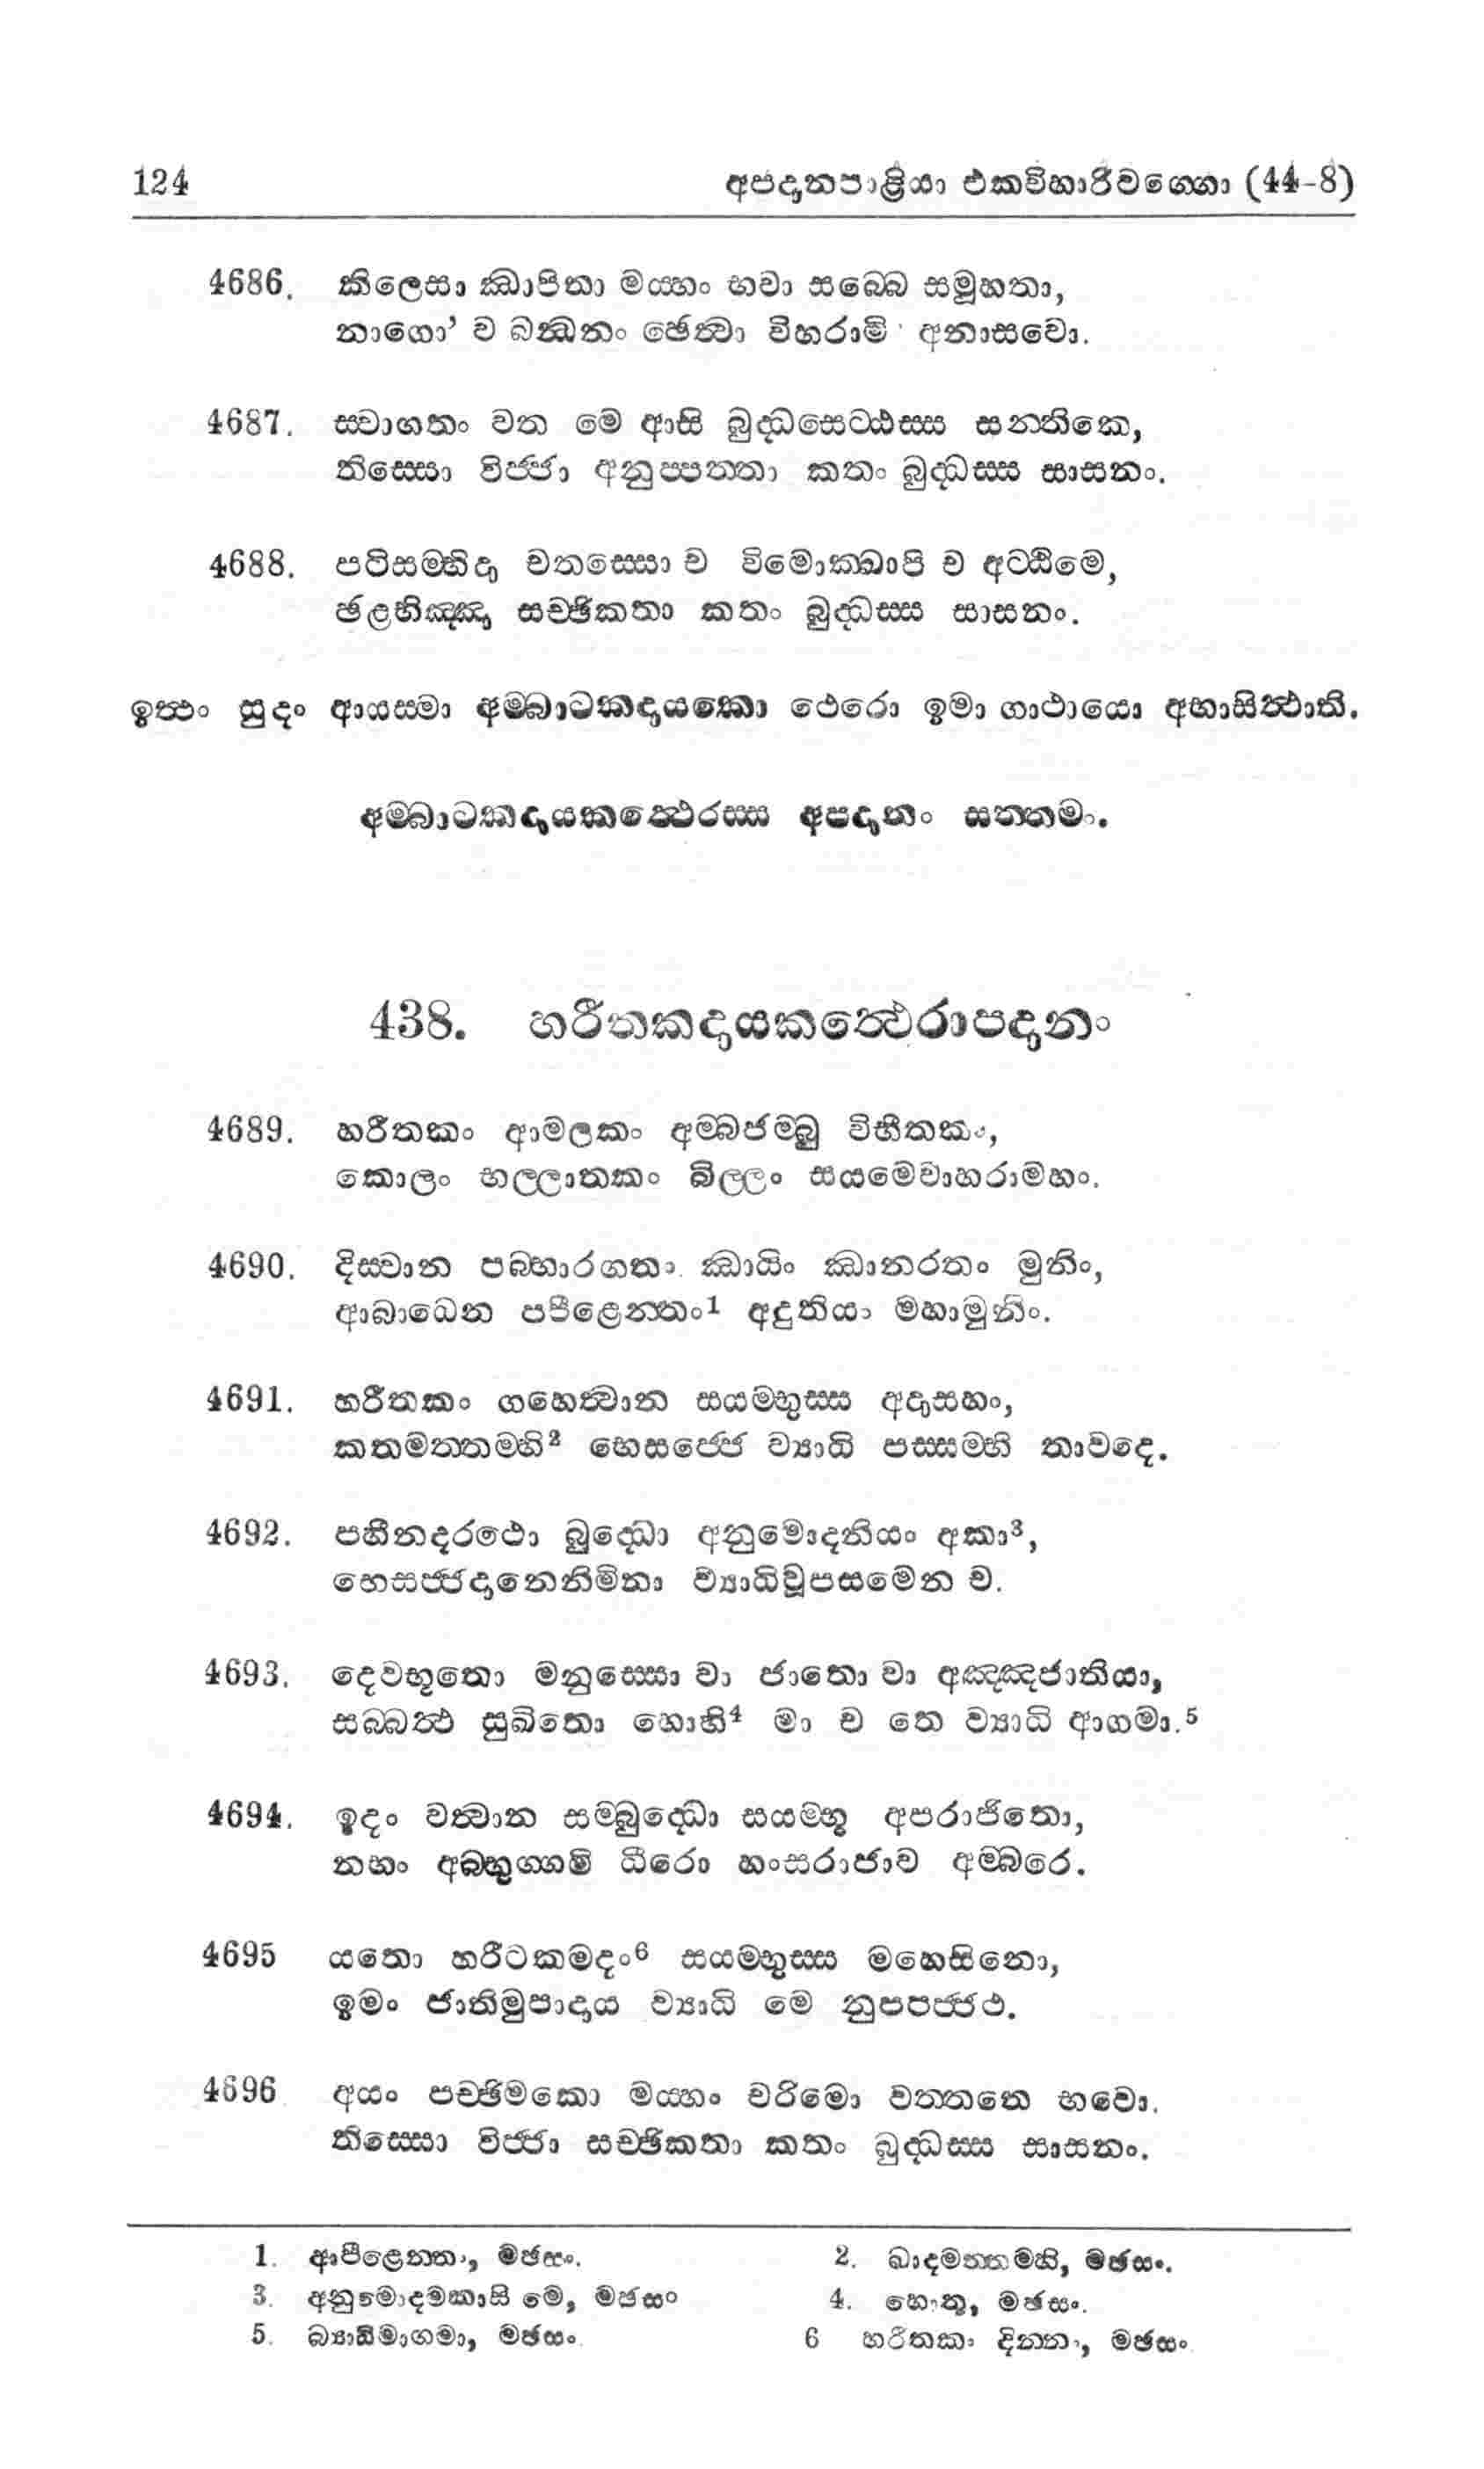 124 අපදානපාළියා එකවිහාරිවග්ගො (44-8)
4686. කිලෙසා ඣාපිතා මය්හං භවා සබ්බෙ සමූහතා,
නාගො' ව බන්ධනං ඡෙත්වා විහරාමි අනාසවො.
4687. ස්වාගතං වත මෙ ආසි බුද්ධසෙට්ඨස්ස සන්තිකෙ,
තිස්සො විජ්ජා අනුප්පත්තා කතං බුද්ධස්ස සාසනං.
4688. පටිසම්භිදා චතස්සො ච විමොක්ඛාපි ච අට්ඨිමෙ,
ඡළභිඤ්ඤා සච්ඡිකතා කතං බුද්ධස්ස සාසනං.
ඉත්ථං සුදං ආයස්මා අම්බාටකදායකො ථෙරො ඉමා ගාථායො අභාසිත්ථාති.
අම්බාටකදායකත්ථෙරස්ස අපදානං සත්තමං.
438. හරීතකදායකත්ථෙරාපදානං
4689. හරීතකං ආමලකං අම්බජම්බු විභීතකං,
කොලං භල්ලාතකං බිල්ලං සයමෙවාහරාමහං.
4690. දිස්වාන පබ්භාරගතං ඣායිං ඣානරතං මුනිං,
ආබාධෙන පපීළෙන්තං¹ අදුතියං මහාමුනිං.
4691. හරීතකං ගහෙත්වාන සයම්භුස්ස අදාසහං,
කතමත්තම්හි² භෙසජ්ජෙ ව්‍යාධි පස්සම්භි තාවදෙ.
4692. පහීනදරථො බුද්ධො අනුමොදනියං අකා³,
භෙසජ්ජදානෙනිමිනා ව්‍යාධිවූපසමෙන ච.
4693. දෙවභූතො මනුස්සො වා ජාතො වා අඤ්ඤජාතියා,
සබ්බත්ථ සුඛිතො හොහි⁴ මා ච තෙ ව්‍යාධි ආගමා.⁵
4694. ඉදං වත්වාන සම්බුද්ධො සයම්භූ අපරාජිතො,
නභං අබ්භුග්ගමි ධීරො හංසරාජාව අම්බරෙ.
4695 යතො හරීටකමදං⁶ සයම්භුස්ස මහෙසිනො,
ඉමං ජාතිමුපාදාය ව්‍යාධි මෙ නුපපජ්ජථ.
4696 අයං පච්ඡිමකො මය්හං චරිමො වත්තතෙ භවො.
තිස්සො විජ්ජා සච්ඡිකතා කතං බුද්ධස්ස සාසනං.
1. ආපීළෙන්තං, මඡසං. 2. ඛාදමත්තම්හි, මඡසං.
3. අනුමොදමකාසි මෙ, මඡසං 4. හොතු, මඡසං.
5. බ්‍යාධිමාගමා, මඡසං. 6 හරීතකං දින්නං, මඡසං